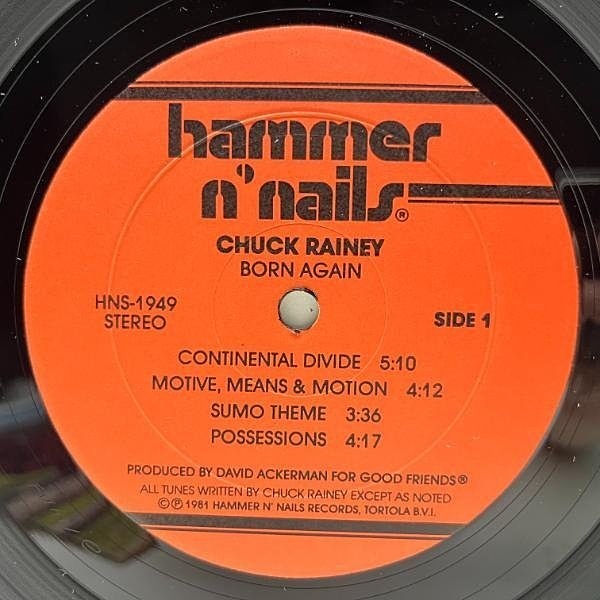 hammer
n' nails®
CHUCK RAINEY
BORN AGAIN
HNS-1949
STEREO
SIDE 1
CONTINENTAL DIVIDE 5:10
MOTIVE, MEANS & MOTION 4:12
SUMO THEME 3:36
POSSESSIONS 4:17
PRODUCED BY DAVID ACKERMAN FOR GOOD FRIENDS®
ALL TUNES WRITTEN BY CHUCK RAINEY EXCEPT AS NOTED
©℗ 1981 HAMMER N' NAILS RECORDS, TORTOLA B.V.I.